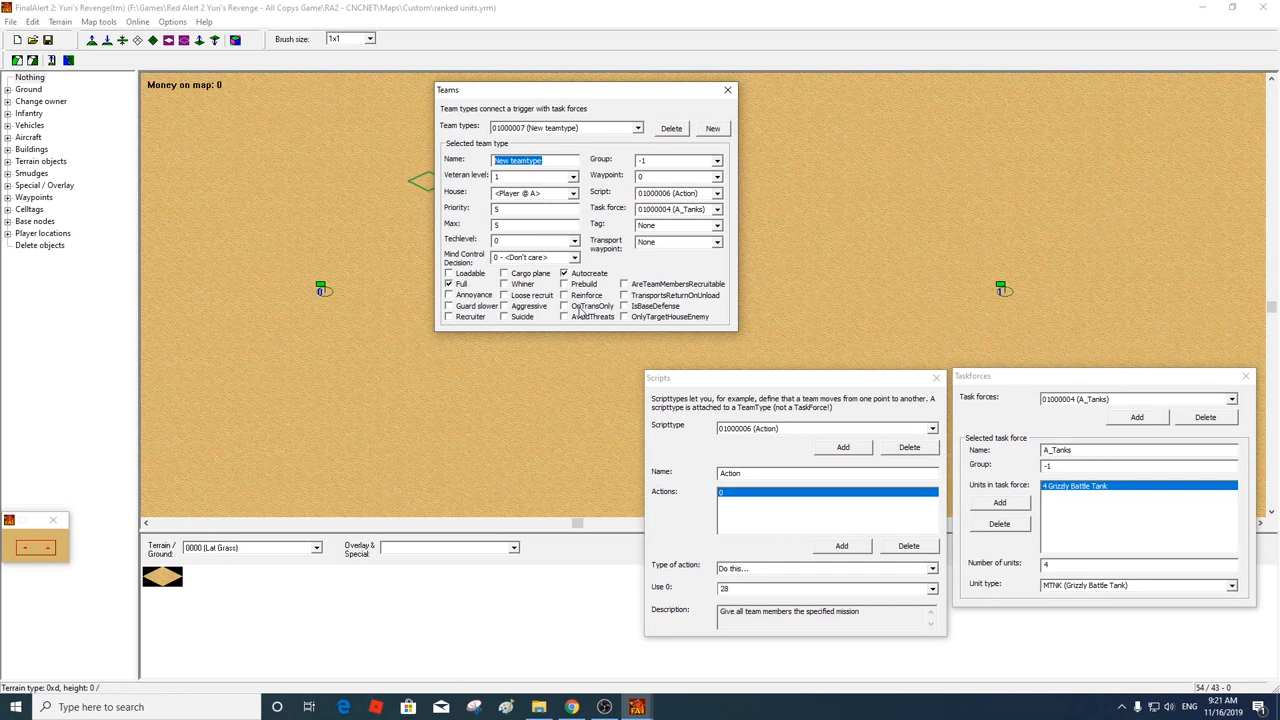 FinalAlert 2: Yuri's Revenge(tm) (F:\Games\Red Alert 2 Yuri's Revenge - All Copys Game\RA2 - CNCNET\Maps\Custom\ranked units.yrm)
File Edit Terrain Map tools Online Options Help
Brush size: 1x1
Nothing
Ground
Change owner
Infantry
Vehicles
Aircraft
Buildings
Terrain objects
Smudges
Special / Overlay
Waypoints
Celltags
Base nodes
Player locations
Delete objects
Money on map: 0
Teams
Team types connect a trigger with task forces
Team types: 01000007 (New teamtype) Delete New
Selected team type
Name: New teamtype Group: -1
Veteran level: 1 Waypoint: 0
House: <Player @ A> Script: 01000006 (Action)
Priority: 5 Task force: 01000004 (A_Tanks)
Max: 5 Tag: None
Techlevel: 0 Transport waypoint: None
Mind Control Decision: 0 - <Don't care>
Loadable Cargo plane Autocreate
Full Whiner Prebuild AreTeamMembersRecruitable
Annoyance Loose recruit Reinforce TransportsReturnOnUnload
Guard slower Aggressive OnTransOnly IsBaseDefense
Recruiter Suicide AvoidThreats OnlyTargetHouseEnemy
Scripts
Scripttypes let you, for example, define that a team moves from one point to another. A
scripttype is attached to a TeamType (not a TaskForce!)
Scripttype 01000006 (Action)
Add Delete
Name: Action
Actions: 0
Add Delete
Type of action: Do this...
Use 0: 28
Description: Give all team members the specified mission
Taskforces
Task forces: 01000004 (A_Tanks)
Add Delete
Selected task force
Name: A_Tanks
Group: -1
Units in task force: 4 Grizzly Battle Tank
Add
Delete
Number of units: 4
Unit type: MTNK (Grizzly Battle Tank)
Terrain / Ground: 0000 (Lat Grass) Overlay & Special:
Terrain type: 0xd, height: 0 / 54 / 43 - 0
Type here to search
ENG
9:21 AM
11/16/2019